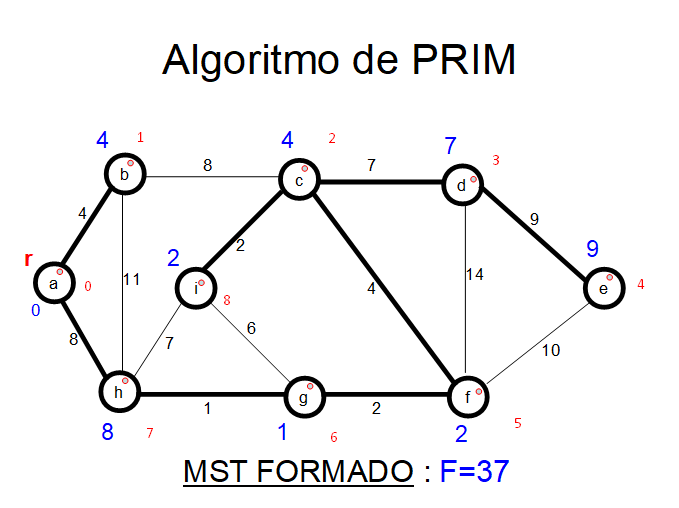 Algoritmo de PRIM
4 1 4 2 7 3
b 8 c 7 d
4 9
r 2 2 9
a 0 11 i 8 4 14 e 4
0
8 7 6 10
h 1 g 2 f
8 7 1 6 2 5
MST FORMADO : F=37